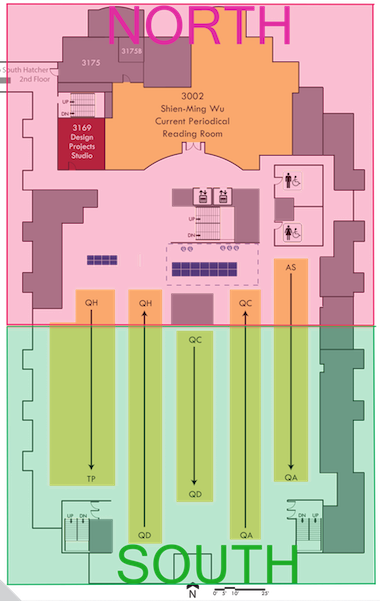 NORTH
3175B
3175
South Hatcher
2nd Floor
3002
Shien-Ming Wu
Current Periodical
Reading Room
UP
DN
3169
Design
Projects
Studio
UP
DN
AS
QH
QH
QC
QC
QD
TP
QA
QD
QA
UP DN
DN UP
SOUTH
N
0' 5' 10' 25'